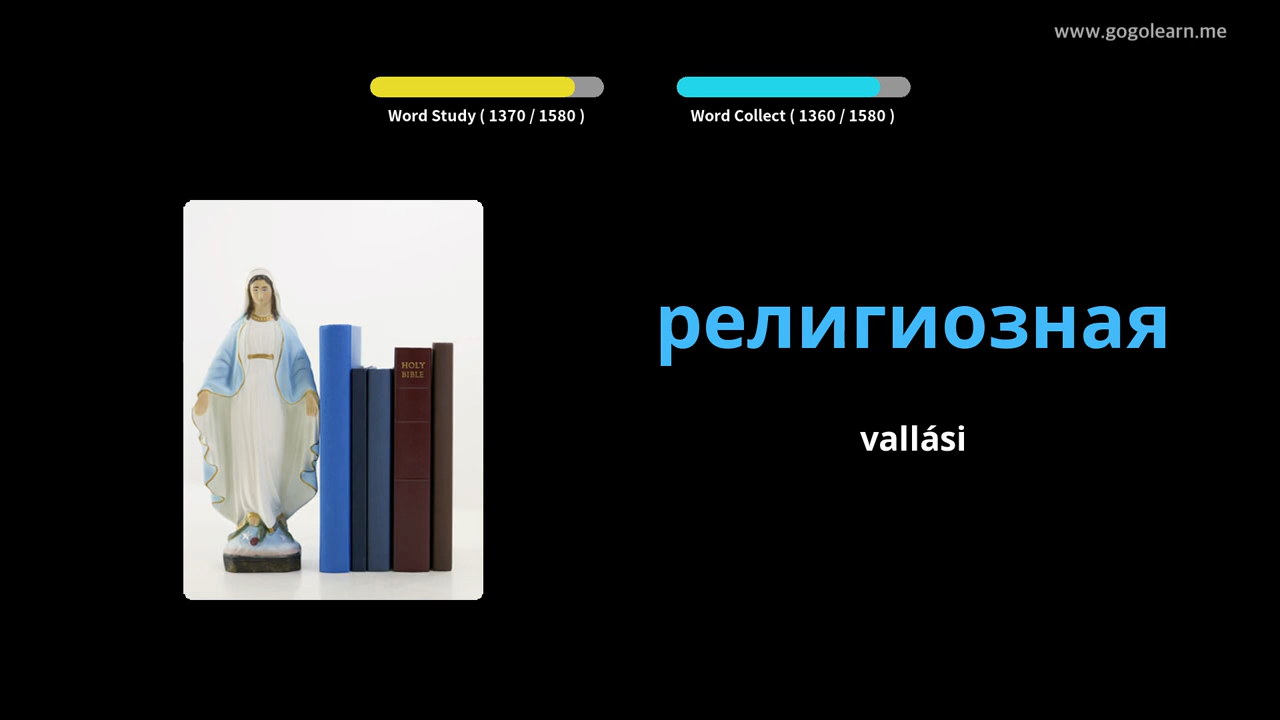 www.gogolearn.me
Word Study ( 1370 / 1580 )
Word Collect ( 1360 / 1580 )
HOLY
BIBLE
религиозная
vallási